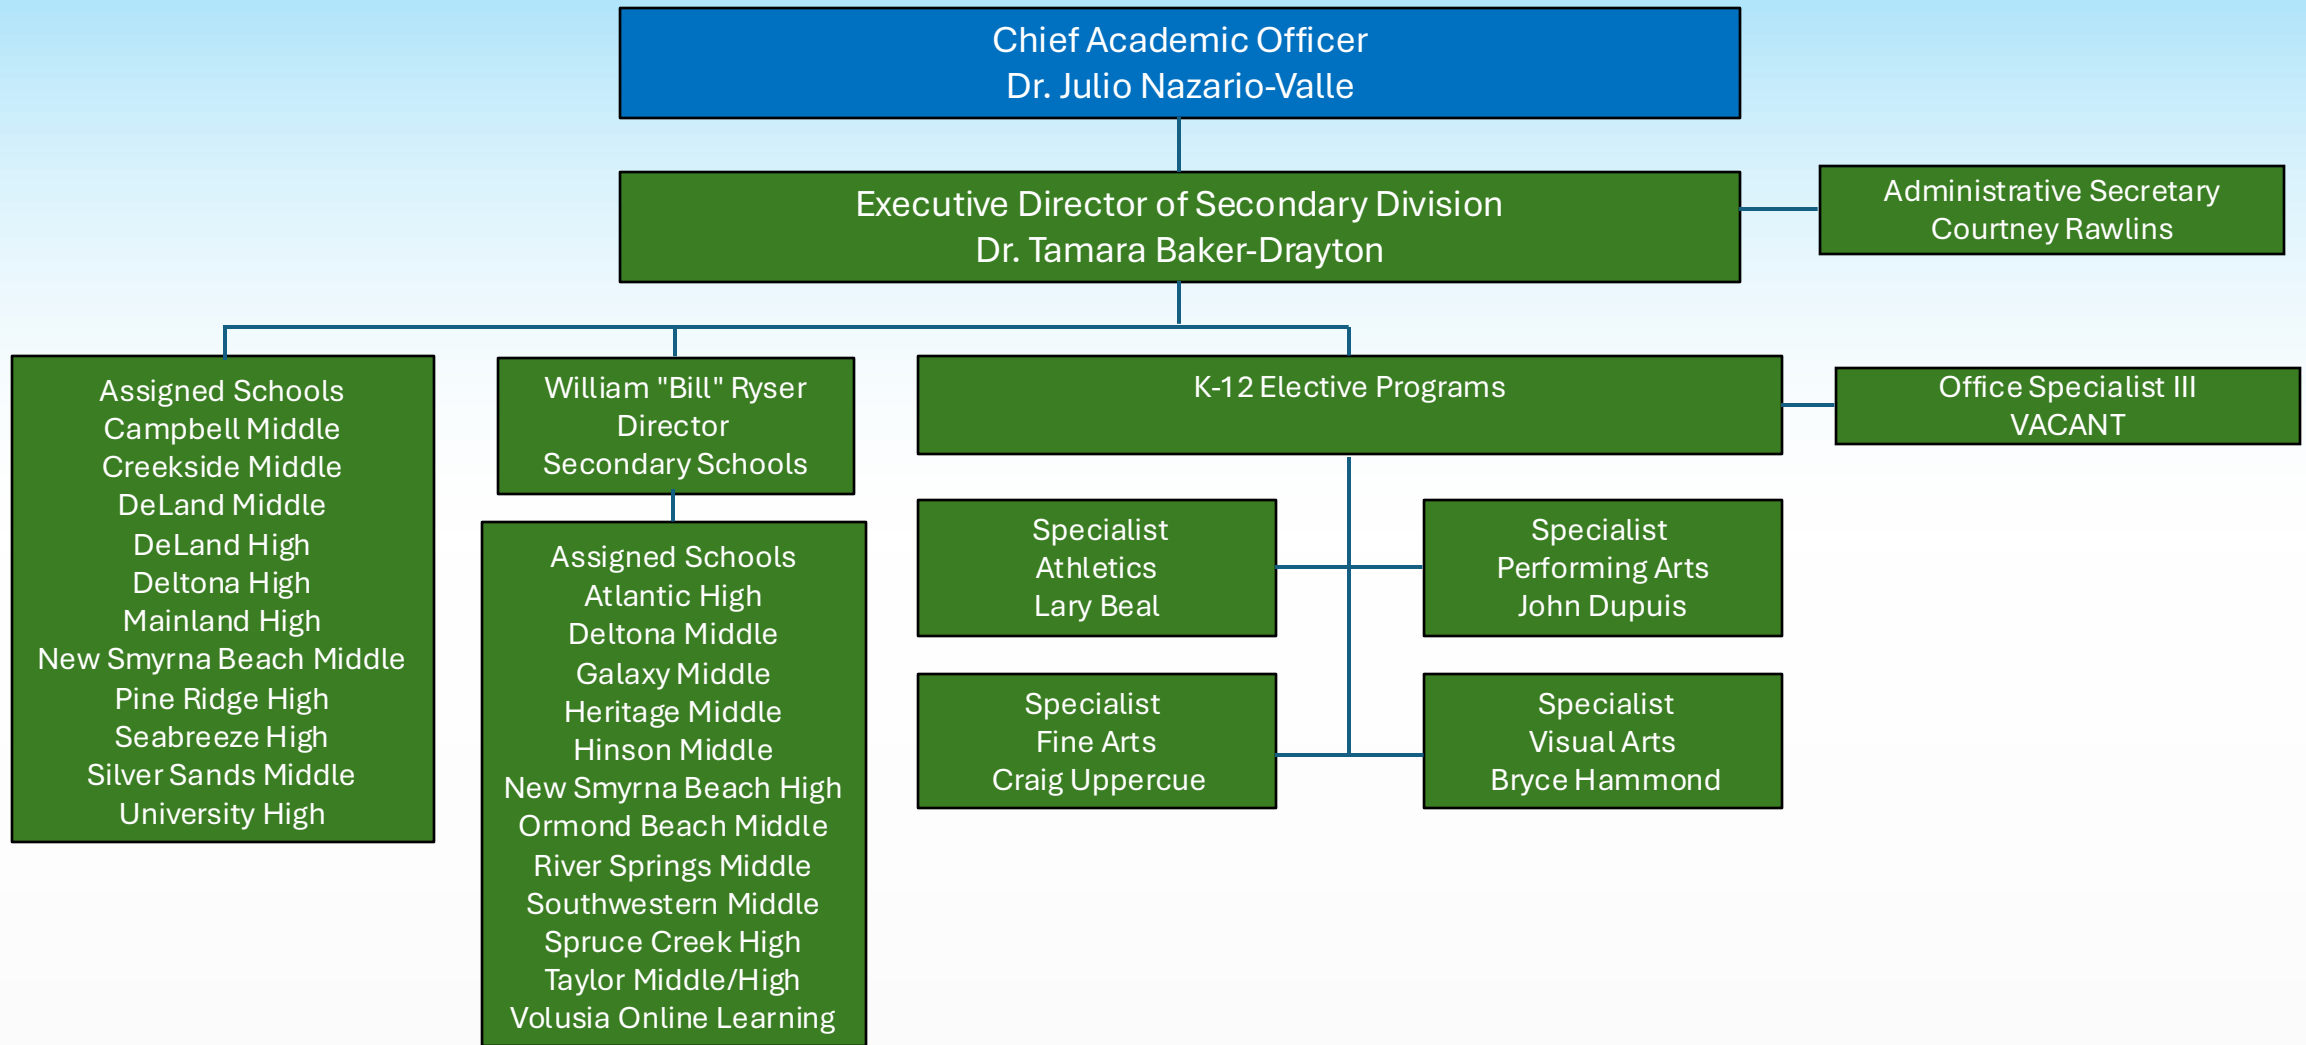 Chief Academic Officer
Dr. Julio Nazario-Valle
Executive Director of Secondary Division
Dr. Tamara Baker-Drayton
Administrative Secretary
Courtney Rawlins
Assigned Schools
Campbell Middle
Creekside Middle
DeLand Middle
DeLand High
Deltona High
Mainland High
New Smyrna Beach Middle
Pine Ridge High
Seabreeze High
Silver Sands Middle
University High
William "Bill" Ryser
Director
Secondary Schools
Assigned Schools
Atlantic High
Deltona Middle
Galaxy Middle
Heritage Middle
Hinson Middle
New Smyrna Beach High
Ormond Beach Middle
River Springs Middle
Southwestern Middle
Spruce Creek High
Taylor Middle/High
Volusia Online Learning
K-12 Elective Programs
Office Specialist III
VACANT
Specialist
Athletics
Lary Beal
Specialist
Performing Arts
John Dupuis
Specialist
Fine Arts
Craig Uppercue
Specialist
Visual Arts
Bryce Hammond